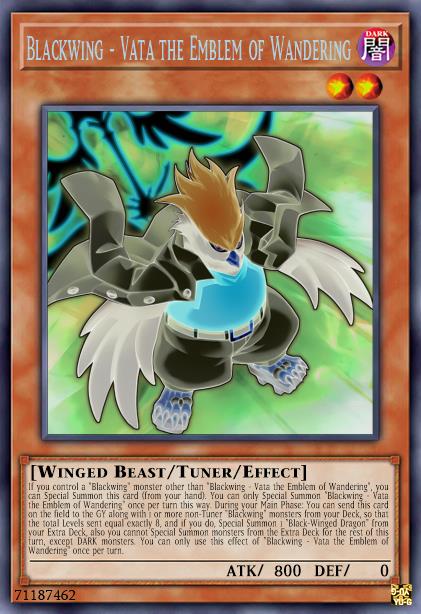 BLACKWING - VATA THE EMBLEM OF WANDERING
DARK
闇
[WINGED BEAST/TUNER/EFFECT]
If you control a "Blackwing" monster other than "Blackwing - Vata the Emblem of Wandering", you
can Special Summon this card (from your hand). You can only Special Summon "Blackwing - Vata
the Emblem of Wandering" once per turn this way. During your Main Phase: You can send this card
on the field to the GY along with 1 or more non-Tuner "Blackwing" monsters from your Deck, so that
the total Levels sent equal exactly 8, and if you do, Special Summon 1 "Black-Winged Dragon" from
your Extra Deck, also you cannot Special Summon monsters from the Extra Deck for the rest of this
turn, except DARK monsters. You can only use this effect of "Blackwing - Vata the Emblem of
Wandering" once per turn.
ATK/ 800 DEF/ 0
71187462